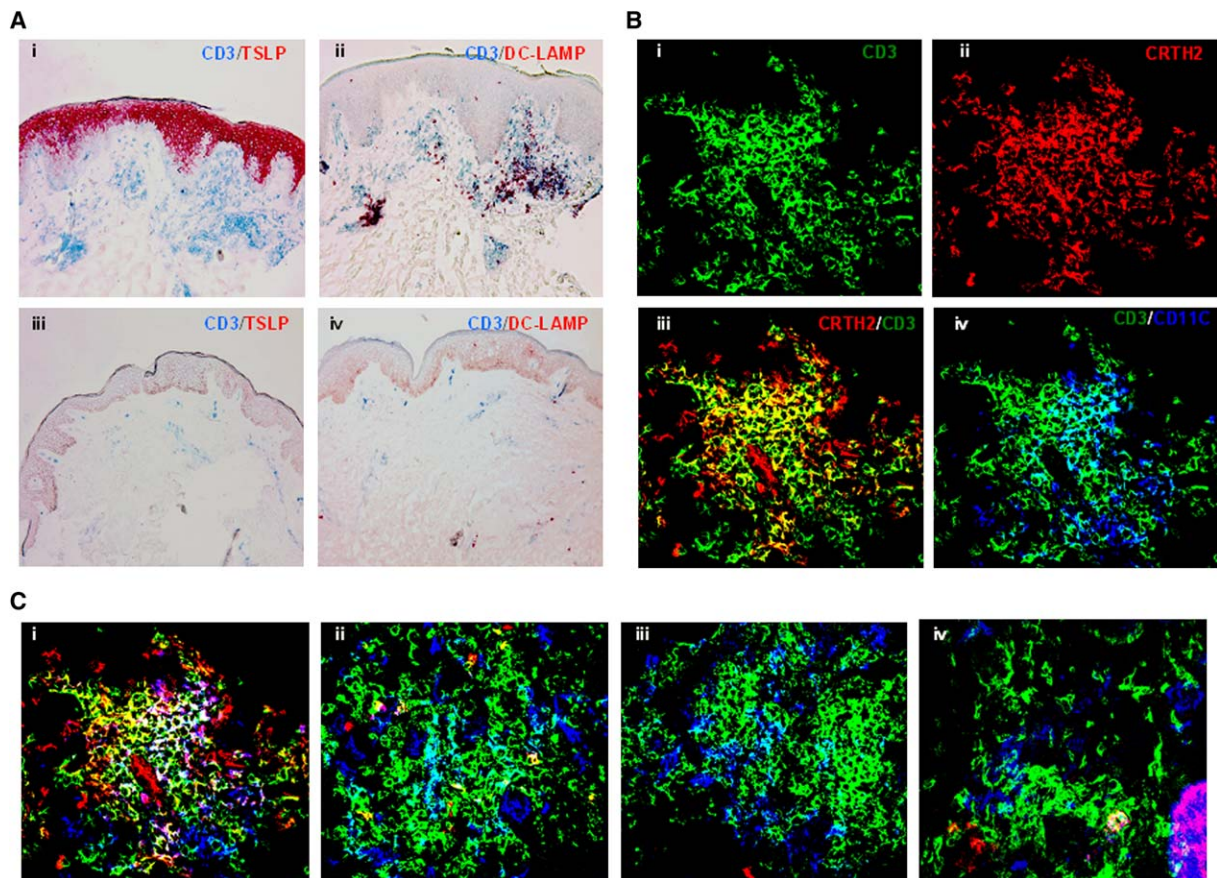 A
B
i
CD3/TSLP
ii
CD3/DC-LAMP
i
CD3
ii
CRTH2
iii
CD3/TSLP
iv
CD3/DC-LAMP
iii
CRTH2/CD3
iv
CD3/CD11C
C
i
ii
iii
iv